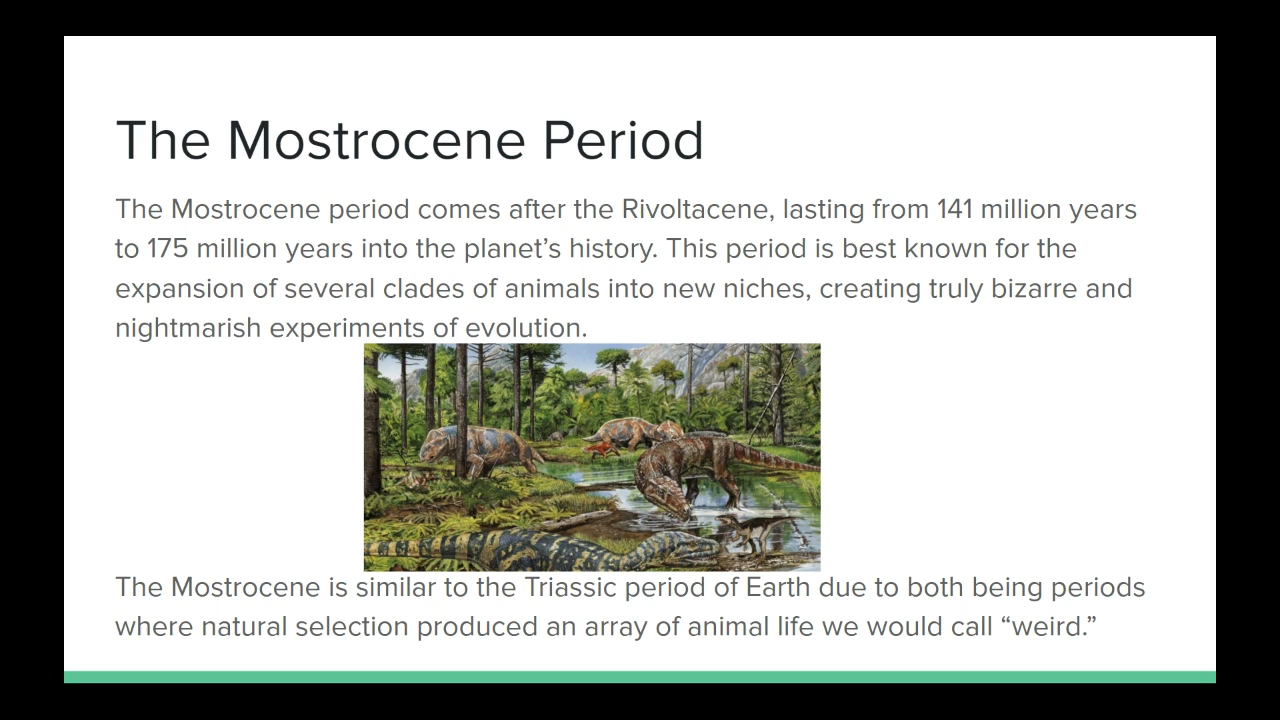 The Mostrocene Period
The Mostrocene period comes after the Rivoltacene, lasting from 141 million years
to 175 million years into the planet’s history. This period is best known for the
expansion of several clades of animals into new niches, creating truly bizarre and
nightmarish experiments of evolution.
The Mostrocene is similar to the Triassic period of Earth due to both being periods
where natural selection produced an array of animal life we would call “weird.”